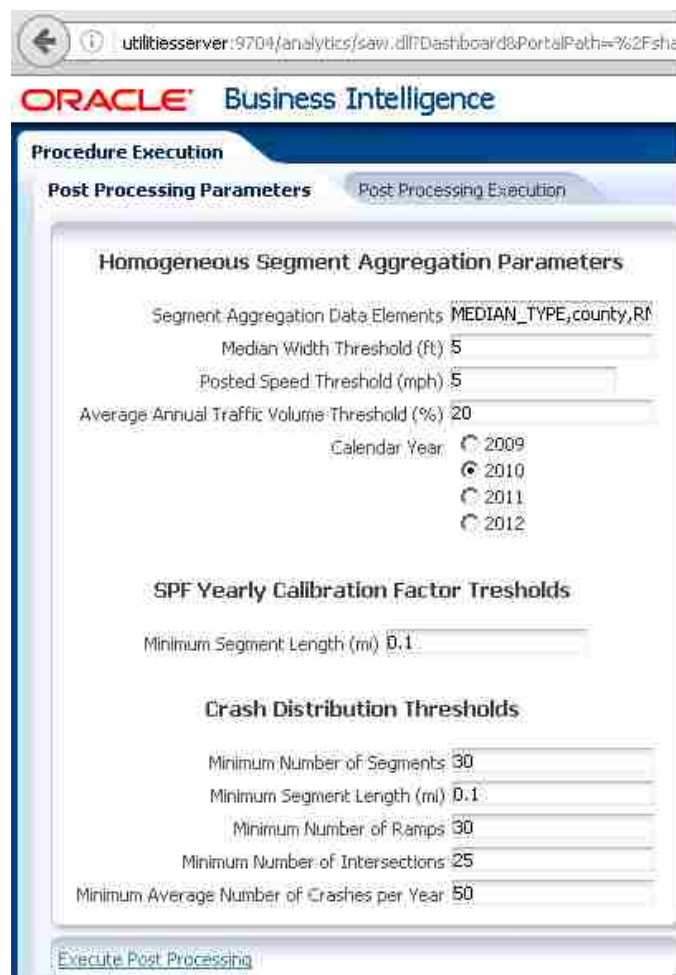 utilitiesserver:9704/analytics/saw.dll?Dashboard&PortalPath=%2Fsha
ORACLE Business Intelligence
Procedure Execution
Post Processing Parameters Post Processing Execution
Homogeneous Segment Aggregation Parameters
Segment Aggregation Data Elements MEDIAN_TYPE,county,RN
Median Width Threshold (ft) 5
Posted Speed Threshold (mph) 5
Average Annual Traffic Volume Threshold (%) 20
Calendar Year 2009
2010
2011
2012
SPF Yearly Calibration Factor Tresholds
Minimum Segment Length (mi) 0.1
Crash Distribution Thresholds
Minimum Number of Segments 30
Minimum Segment Length (mi) 0.1
Minimum Number of Ramps 30
Minimum Number of Intersections 25
Minimum Average Number of Crashes per Year 50
Execute Post Processing